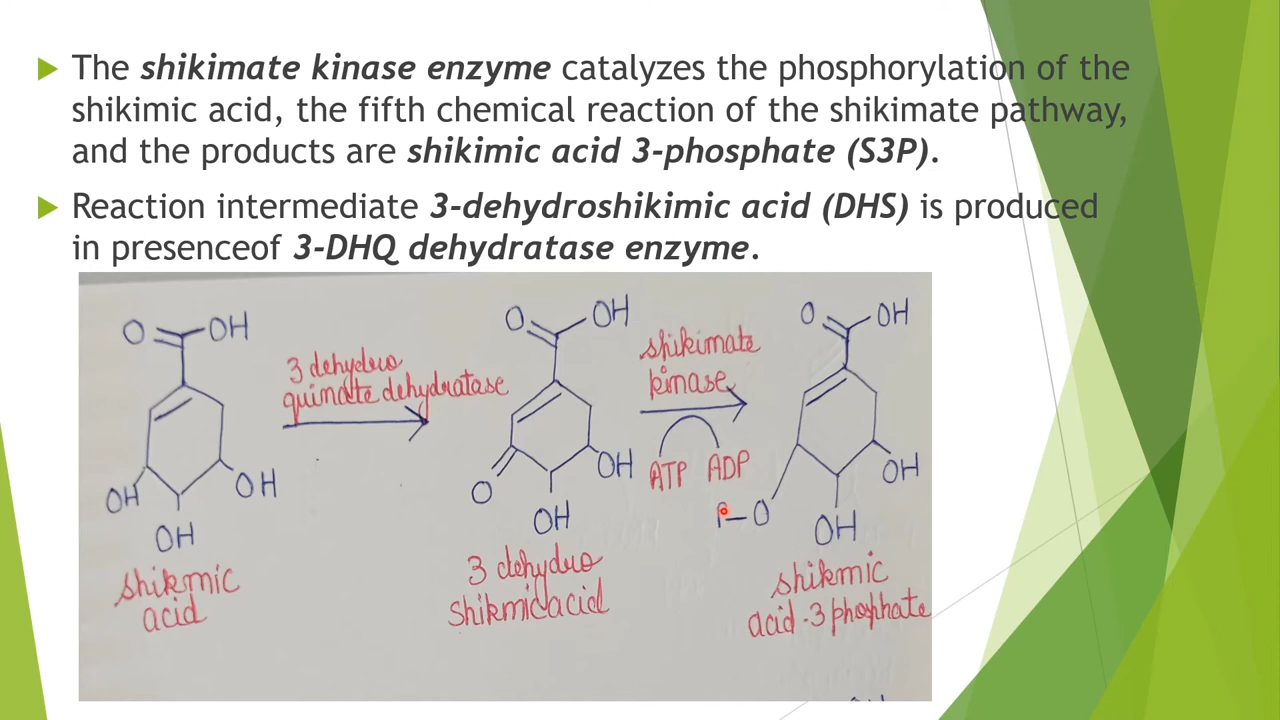 The shikimate kinase enzyme catalyzes the phosphorylation of the
shikimic acid, the fifth chemical reaction of the shikimate pathway,
and the products are shikimic acid 3-phosphate (S3P).
Reaction intermediate 3-dehydroshikimic acid (DHS) is produced
in presenceof 3-DHQ dehydratase enzyme.
O OH
OH
OH
OH
shikmic
acid
3 dehydro
quinate dehydratase
O OH
O
OH
OH
3 dehydro
shikmic acid
shikimate
kinase
ATP ADP
O OH
P-O
OH
OH
shikmic
acid-3 phosphate